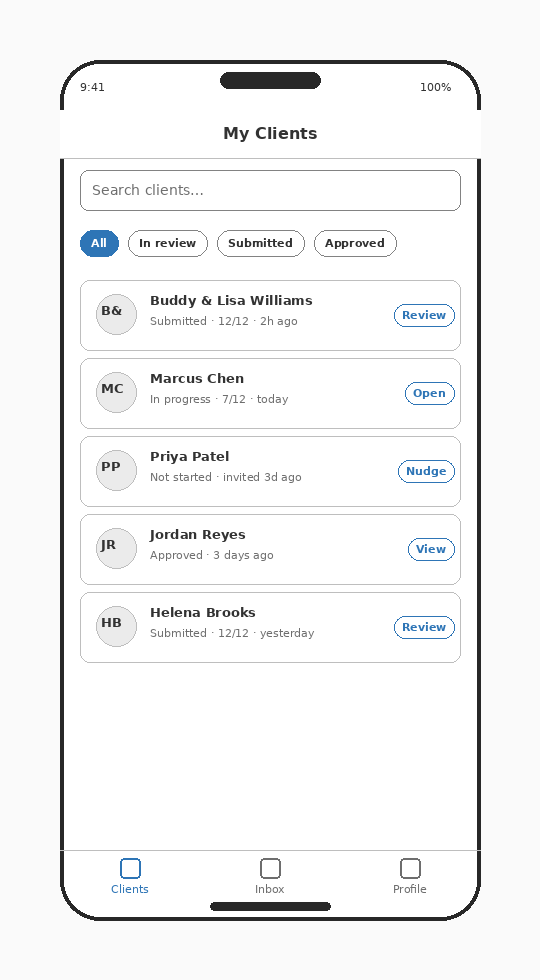 9:41 100%
My Clients
Search clients...
All In review Submitted Approved
B& Buddy & Lisa Williams
Submitted · 12/12 · 2h ago
Review
MC Marcus Chen
In progress · 7/12 · today
Open
PP Priya Patel
Not started · invited 3d ago
Nudge
JR Jordan Reyes
Approved · 3 days ago
View
HB Helena Brooks
Submitted · 12/12 · yesterday
Review
Clients Inbox Profile